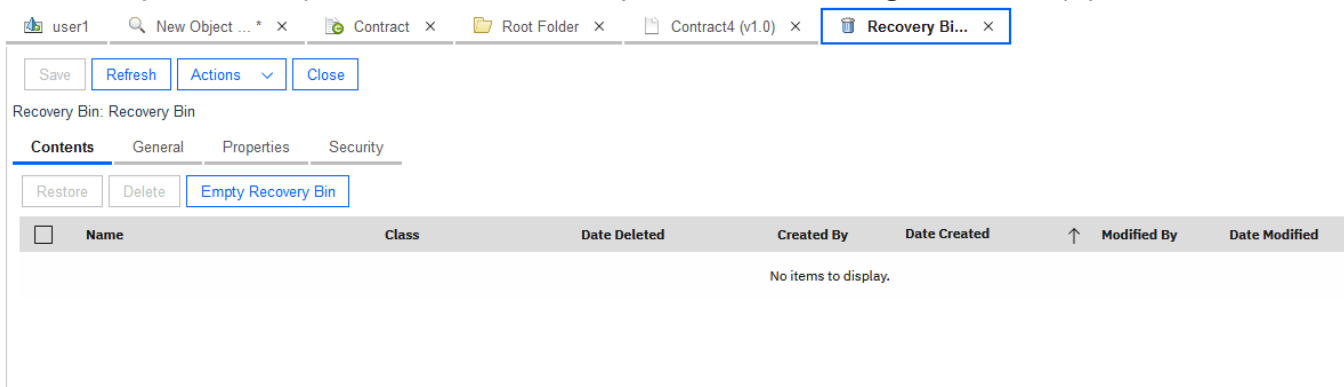 user1 New Object ... * × Contract × Root Folder × Contract4 (v1.0) × Recovery Bi... ×
Save Refresh Actions Close
Recovery Bin: Recovery Bin
Contents General Properties Security
Restore Delete Empty Recovery Bin
Name Class Date Deleted Created By Date Created ↑ Modified By Date Modified
No items to display.